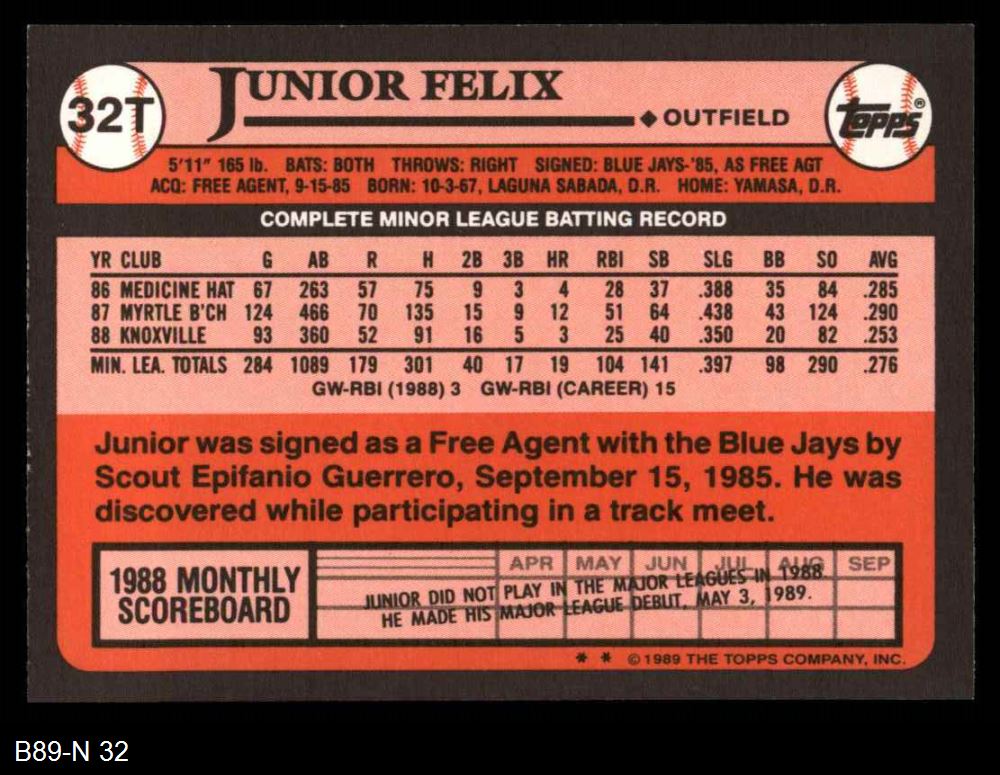 32T
JUNIOR FELIX
◆ OUTFIELD
TOPPS®
5'11" 165 lb. BATS: BOTH THROWS: RIGHT SIGNED: BLUE JAYS-'85, AS FREE AGT
ACQ: FREE AGENT, 9-15-85 BORN: 10-3-67, LAGUNA SABADA, D.R. HOME: YAMASA, D.R.
COMPLETE MINOR LEAGUE BATTING RECORD
YR CLUB G AB R H 2B 3B HR RBI SB SLG BB SO AVG
86 MEDICINE HAT 67 263 57 75 9 3 4 28 37 .388 35 84 .285
87 MYRTLE B'CH 124 466 70 135 15 9 12 51 64 .438 43 124 .290
88 KNOXVILLE 93 360 52 91 16 5 3 25 40 .350 20 82 .253
MIN. LEA. TOTALS 284 1089 179 301 40 17 19 104 141 .397 98 290 .276
GW-RBI (1988) 3 GW-RBI (CAREER) 15
Junior was signed as a Free Agent with the Blue Jays by
Scout Epifanio Guerrero, September 15, 1985. He was
discovered while participating in a track meet.
1988 MONTHLY
SCOREBOARD
APR MAY JUN JUL AUG SEP
JUNIOR DID NOT PLAY IN THE MAJOR LEAGUES IN 1988.
HE MADE HIS MAJOR LEAGUE DEBUT, MAY 3, 1989.
* * © 1989 THE TOPPS COMPANY, INC.
B89-N 32